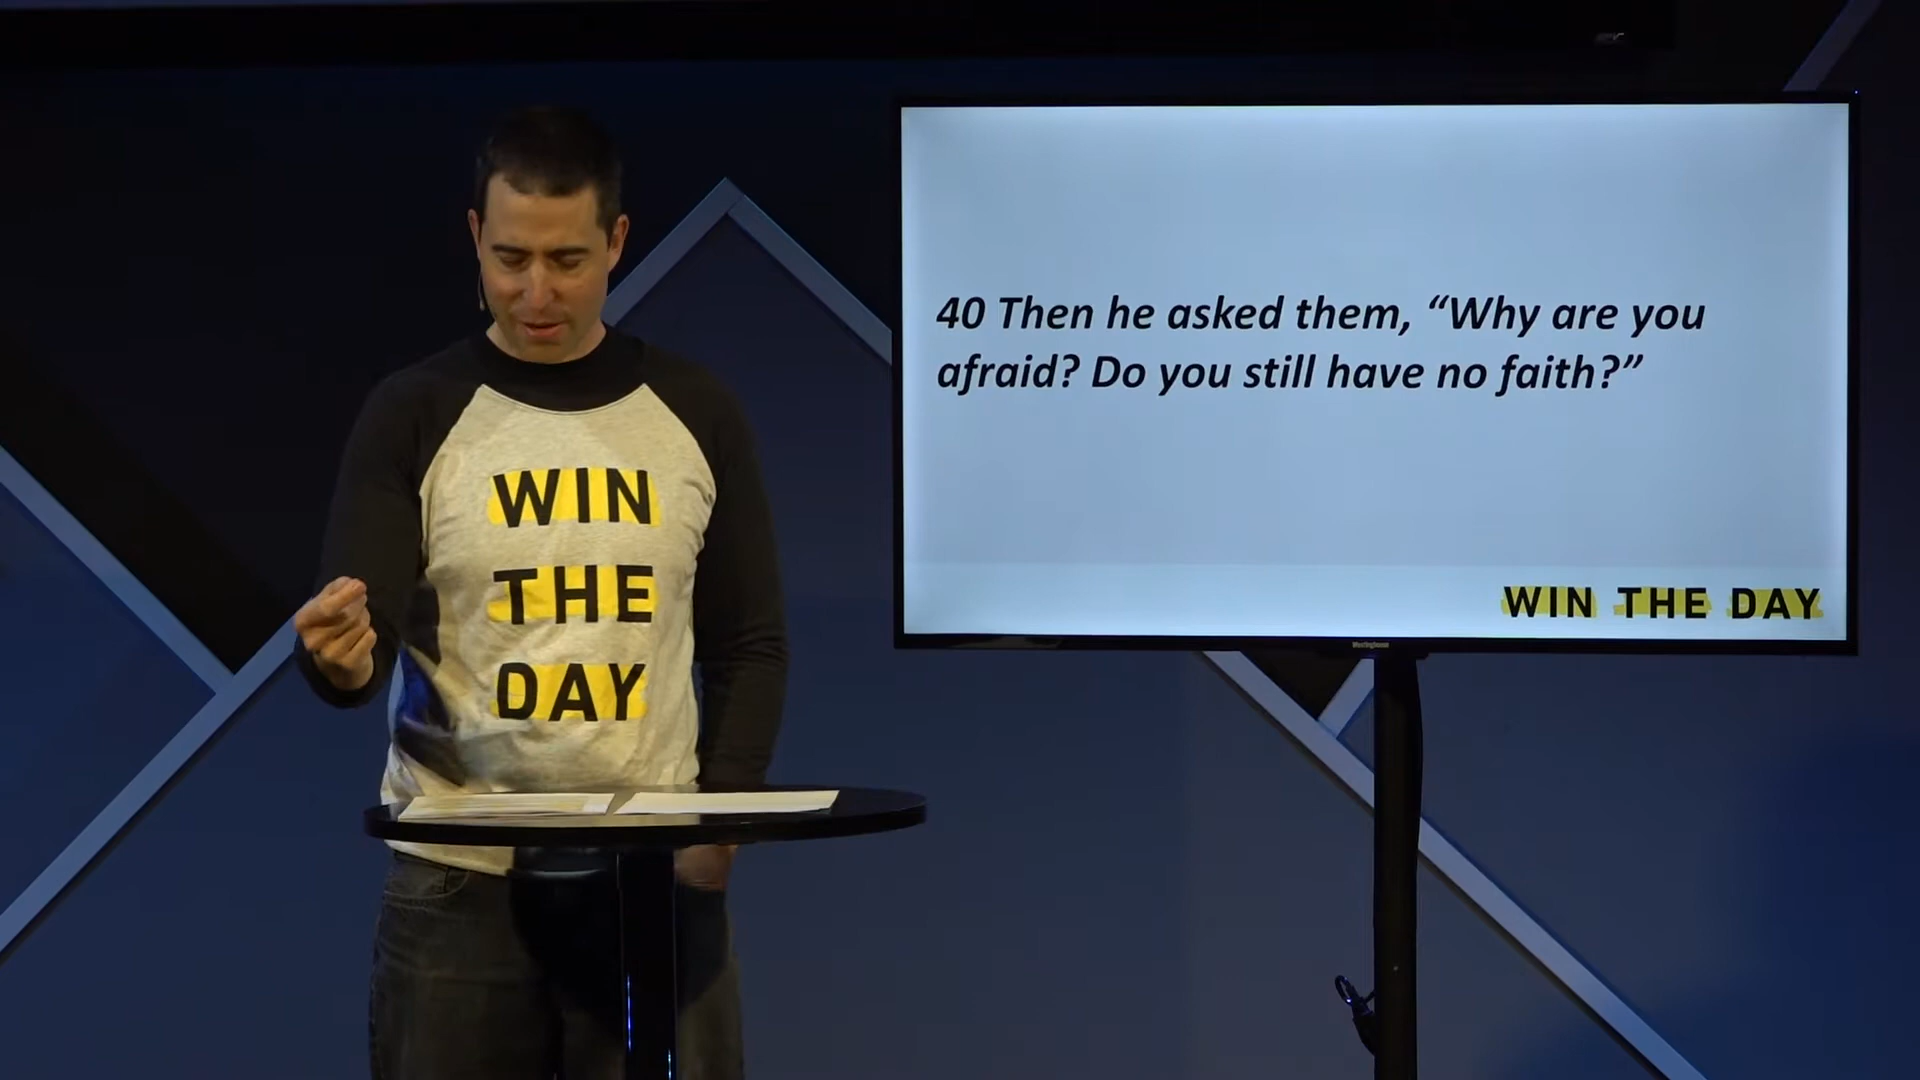 WIN
THE
DAY
40 Then he asked them, “Why are you
afraid? Do you still have no faith?”
WIN THE DAY
Westinghouse